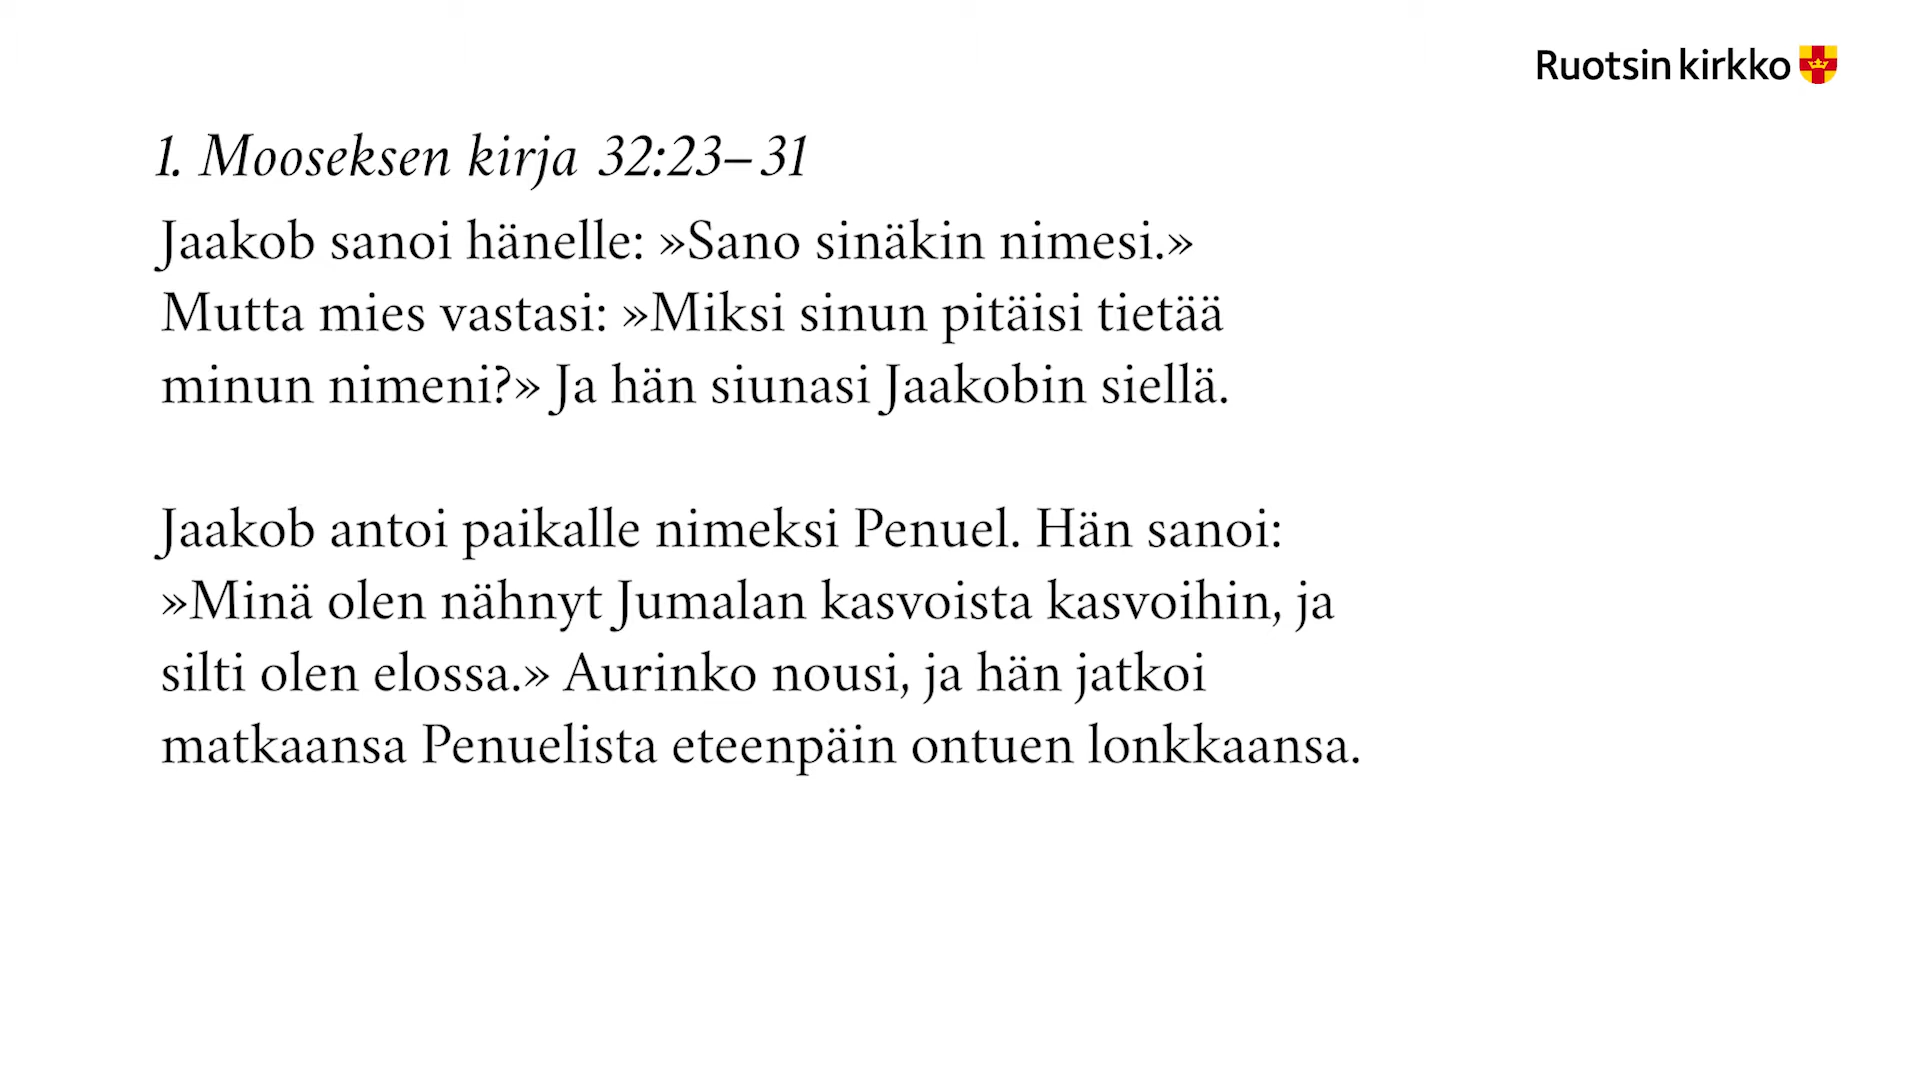 Ruotsin kirkko
1. Mooseksen kirja 32:23–31
Jaakob sanoi hänelle: »Sano sinäkin nimesi.»
Mutta mies vastasi: »Miksi sinun pitäisi tietää
minun nimeni?» Ja hän siunasi Jaakobin siellä.
Jaakob antoi paikalle nimeksi Penuel. Hän sanoi:
»Minä olen nähnyt Jumalan kasvoista kasvoihin, ja
silti olen elossa.» Aurinko nousi, ja hän jatkoi
matkaansa Penuelista eteenpäin ontuen lonkkaansa.